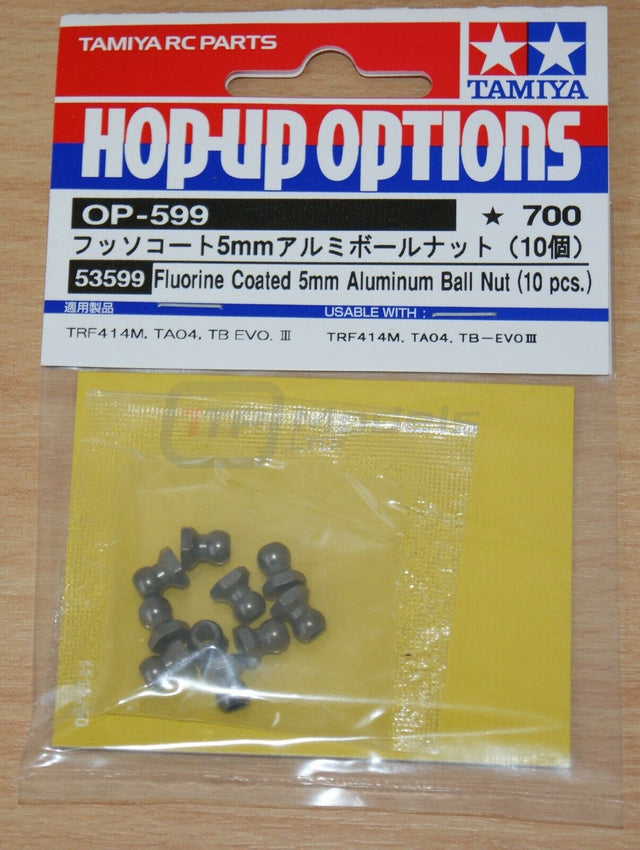 TAMIYA RC PARTS
TAMIYA
HOP-UP OPTIONS
OP-599 ★ 700
フッソコート5mmアルミボールナット（10個）
53599 Fluorine Coated 5mm Aluminum Ball Nut (10 pcs.)
適用製品 USABLE WITH :
TRF414M, TA04, TB EVO. Ⅲ TRF414M, TA04, TB-EVOⅢ
Models